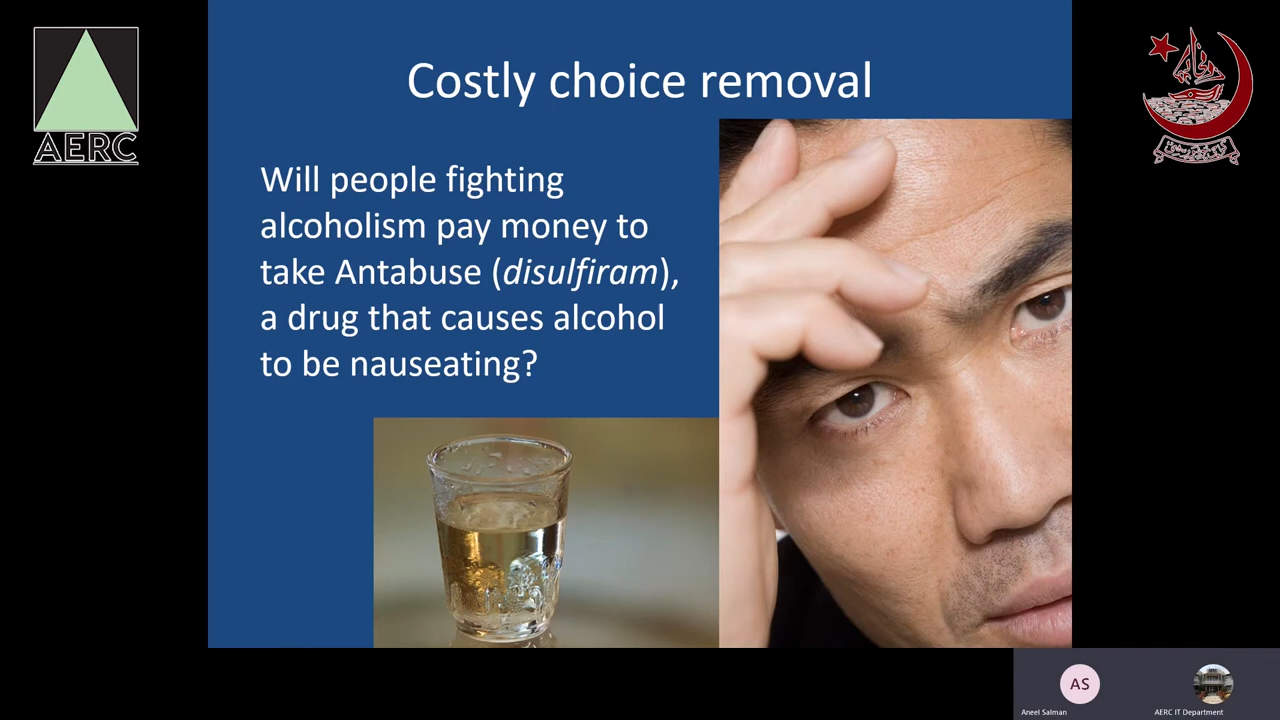 Costly choice removal
AERC
Will people fighting
alcoholism pay money to
take Antabuse (disulfiram),
a drug that causes alcohol
to be nauseating?
AS
Aneel Salman
AERC IT Department